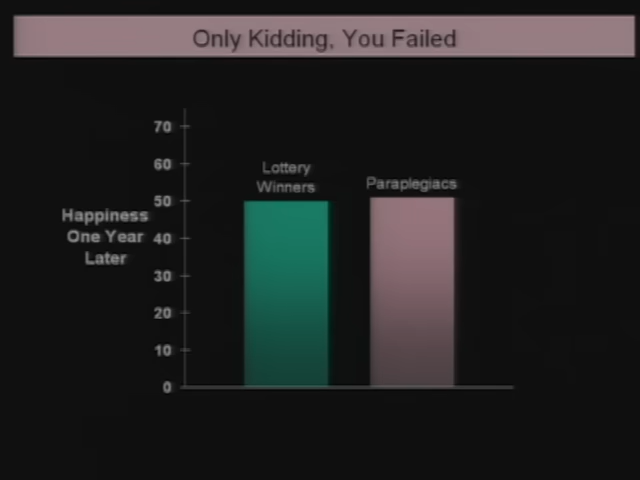 Only Kidding, You Failed
70
60
50
40
30
20
10
0
Happiness
One Year
Later
Lottery
Winners
Paraplegiacs